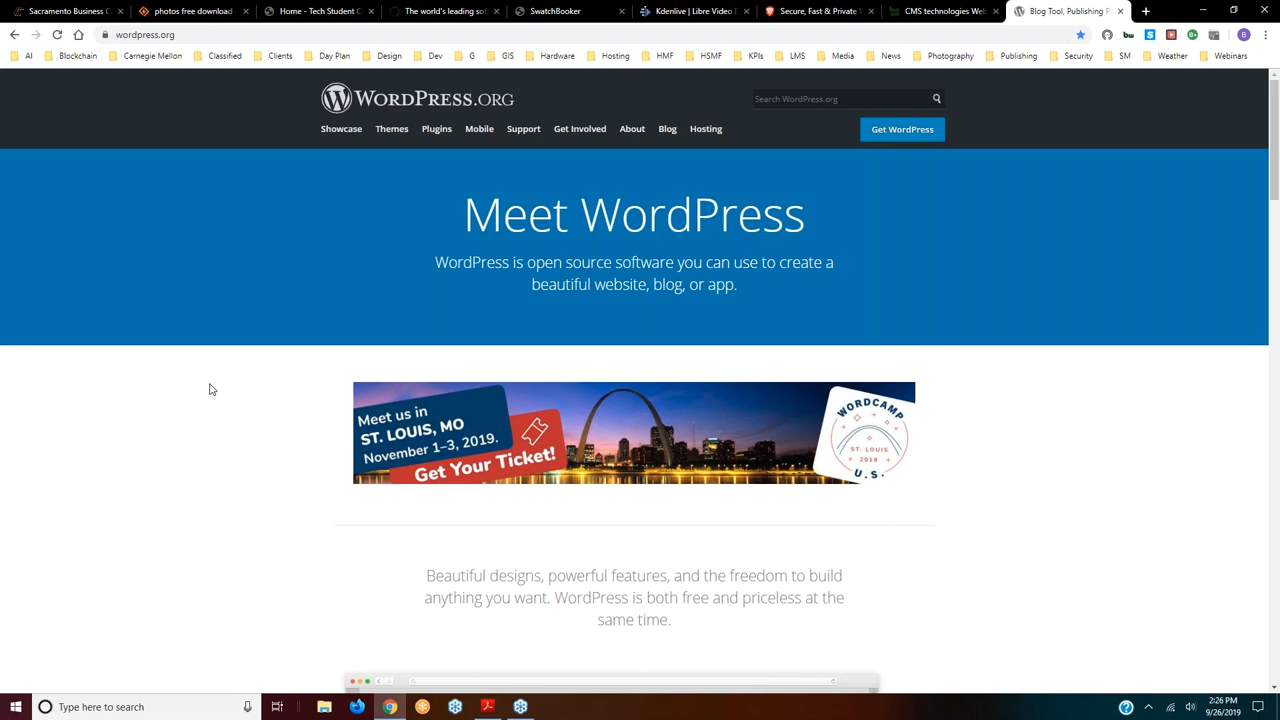 Sacramento Business C
photos free download
Home - Tech Student C
The world's leading sof
SwatchBooker
Kdenlive | Libre Video E
Secure, Fast & Private W
CMS technologies Web
Blog Tool, Publishing P
wordpress.org
B
AI
Blockchain
Carnegie Mellon
Classified
Clients
Day Plan
Design
Dev
G
GIS
Hardware
Hosting
HMF
HSMF
KPIs
LMS
Media
News
Photography
Publishing
Security
SM
Weather
Webinars
WORDPRESS.ORG
Search WordPress.org
Showcase
Themes
Plugins
Mobile
Support
Get Involved
About
Blog
Hosting
Get WordPress
Meet WordPress
WordPress is open source software you can use to create a
beautiful website, blog, or app.
Meet us in
ST. LOUIS, MO
November 1–3, 2019.
Get Your Ticket!
WORDCAMP
ST. LOUIS
2019
U.S.
Beautiful designs, powerful features, and the freedom to build
anything you want. WordPress is both free and priceless at the
same time.
Type here to search
2:26 PM
9/26/2019